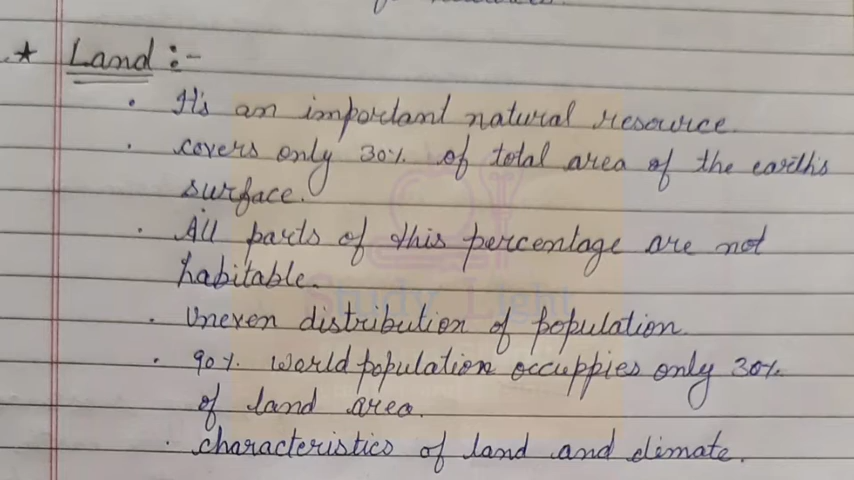 ★ Land :-
• It's an important natural resource.
• covers only 30% of total area of the earth's
surface.
• All parts of this percentage are not
habitable.
• Uneven distribution of population.
• 90% world population occuppies only 30%
of land area.
• characteristics of land and climate.
Study Light